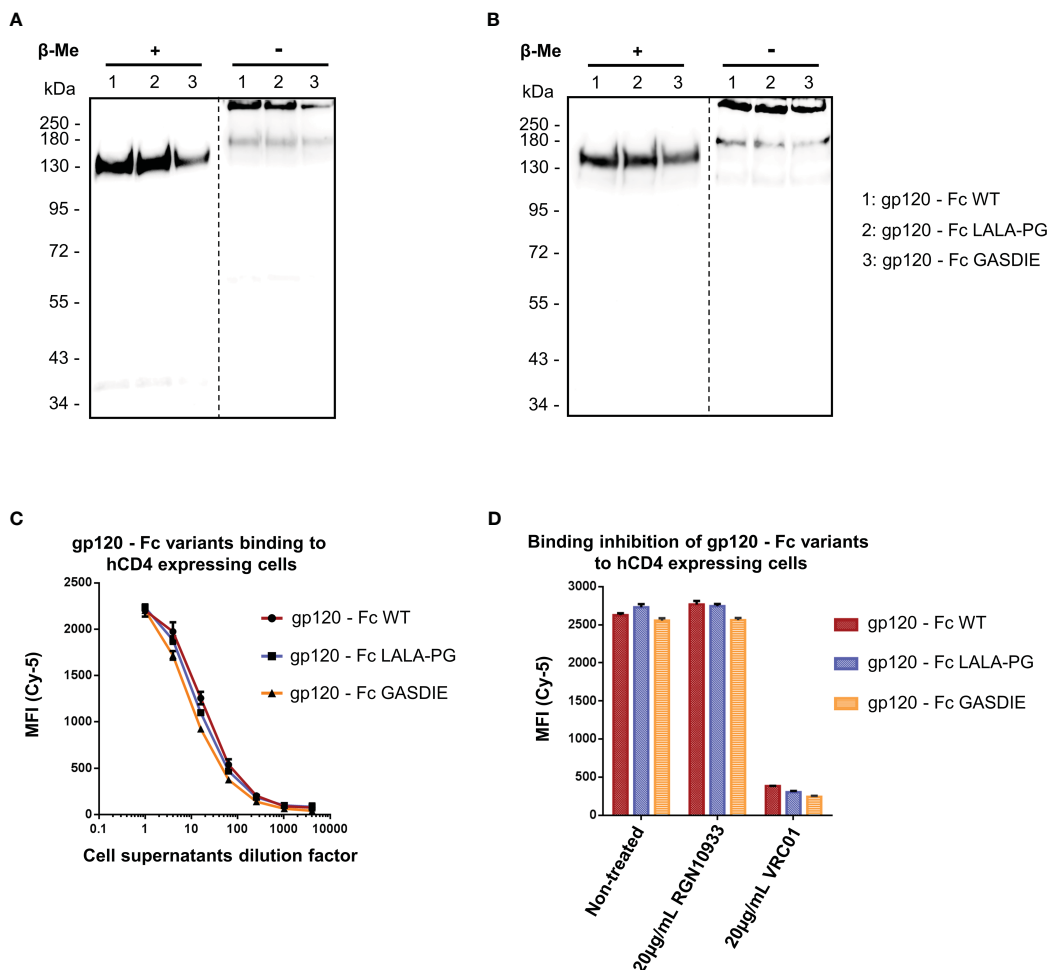 A
β-Me + -
kDa 1 2 3 1 2 3
250 -
180 -
130 -
95 -
72 -
55 -
43 -
34 -
B
β-Me + -
kDa 1 2 3 1 2 3
250 -
180 -
130 -
95 -
72 -
55 -
43 -
34 -
1: gp120 - Fc WT
2: gp120 - Fc LALA-PG
3: gp120 - Fc GASDIE
C
gp120 - Fc variants binding to
hCD4 expressing cells
2500
2000
1500
1000
500
0
MFI (Cy-5)
0.1 1 10 100 1000 10000
Cell supernatants dilution factor
gp120 - Fc WT
gp120 - Fc LALA-PG
gp120 - Fc GASDIE
D
Binding inhibition of gp120 - Fc variants
to hCD4 expressing cells
3000
2500
2000
1500
1000
500
0
MFI (Cy-5)
Non-treated
20µg/mL RGN10933
20µg/mL VRC01
gp120 - Fc WT
gp120 - Fc LALA-PG
gp120 - Fc GASDIE